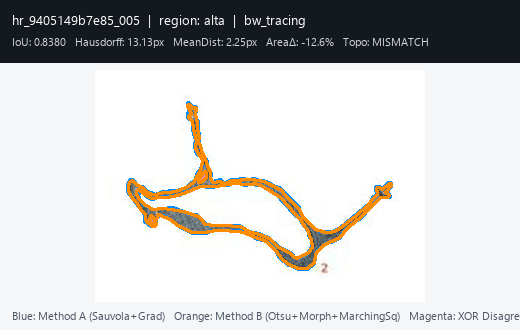 hr_9405149b7e85_005 | region: alta | bw_tracing
IoU: 0.8380 Hausdorff: 13.13px MeanDist: 2.25px AreaΔ: -12.6% Topo: MISMATCH
2
Blue: Method A (Sauvola+Grad) Orange: Method B (Otsu+Morph+MarchingSq) Magenta: XOR Disagre